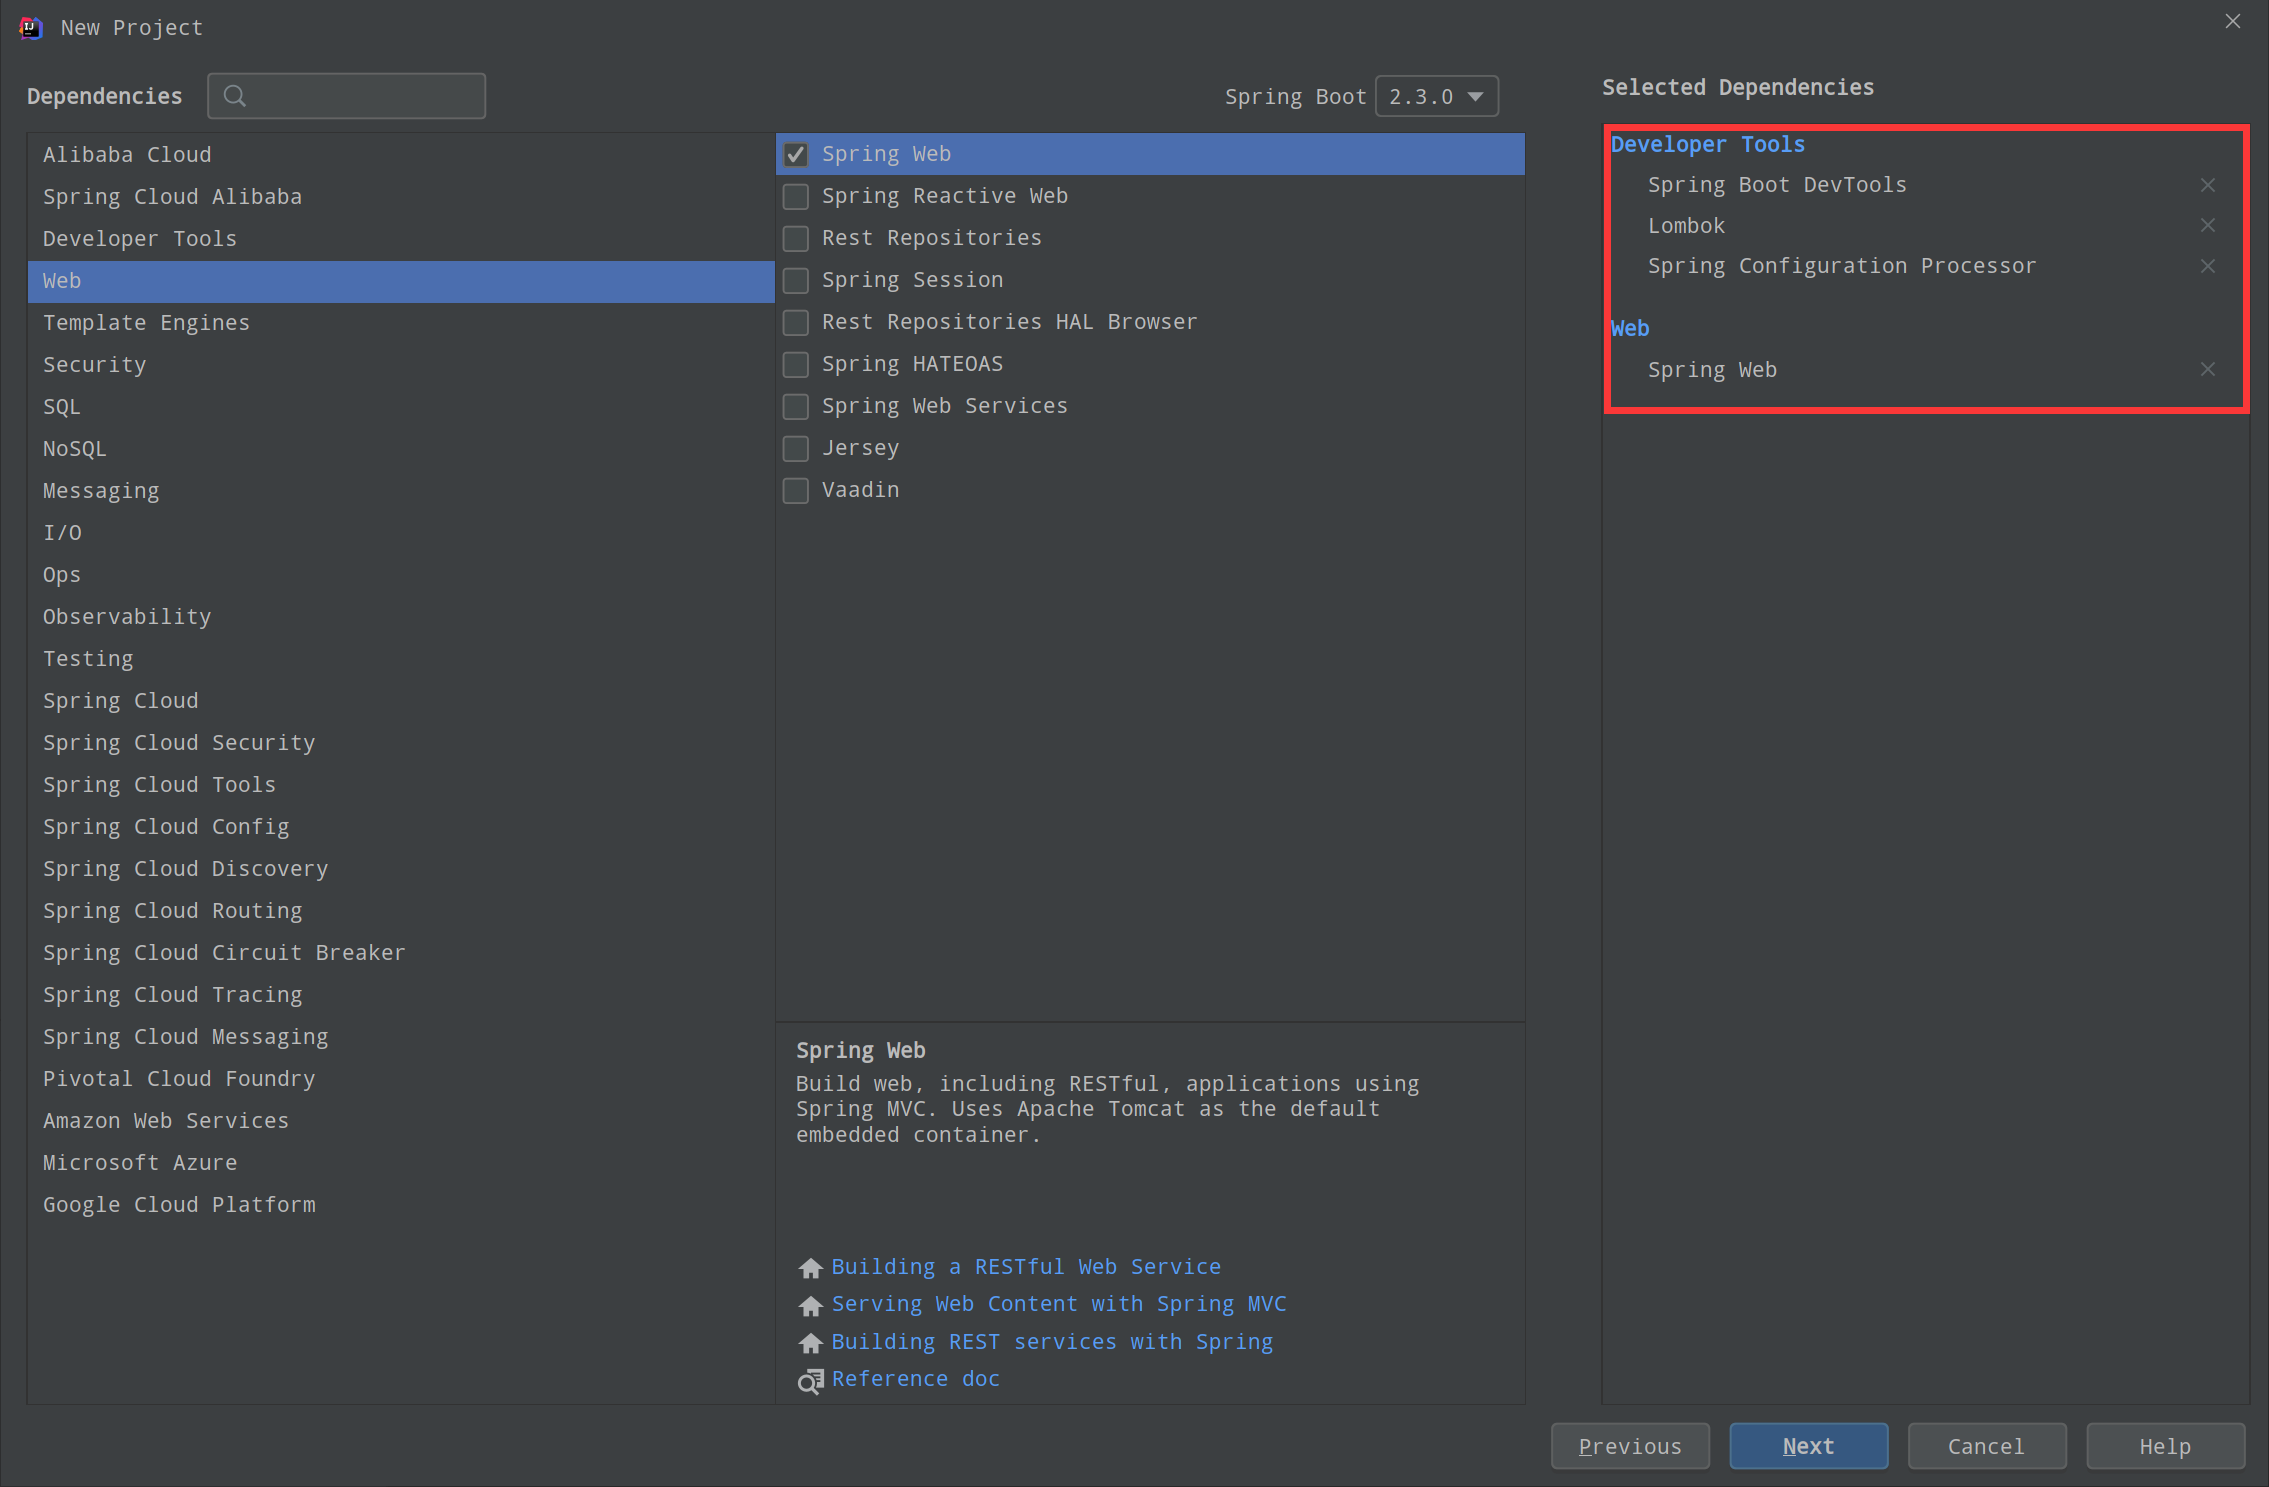 New Project
Dependencies
Spring Boot 2.3.0
Alibaba Cloud
Spring Cloud Alibaba
Developer Tools
Web
Template Engines
Security
SQL
NoSQL
Messaging
I/O
Ops
Observability
Testing
Spring Cloud
Spring Cloud Security
Spring Cloud Tools
Spring Cloud Config
Spring Cloud Discovery
Spring Cloud Routing
Spring Cloud Circuit Breaker
Spring Cloud Tracing
Spring Cloud Messaging
Pivotal Cloud Foundry
Amazon Web Services
Microsoft Azure
Google Cloud Platform
Spring Web
Spring Reactive Web
Rest Repositories
Spring Session
Rest Repositories HAL Browser
Spring HATEOAS
Spring Web Services
Jersey
Vaadin
Spring Web
Build web, including RESTful, applications using
Spring MVC. Uses Apache Tomcat as the default
embedded container.
Building a RESTful Web Service
Serving Web Content with Spring MVC
Building REST services with Spring
Reference doc
Selected Dependencies
Developer Tools
Spring Boot DevTools
Lombok
Spring Configuration Processor
Web
Spring Web
Previous
Next
Cancel
Help